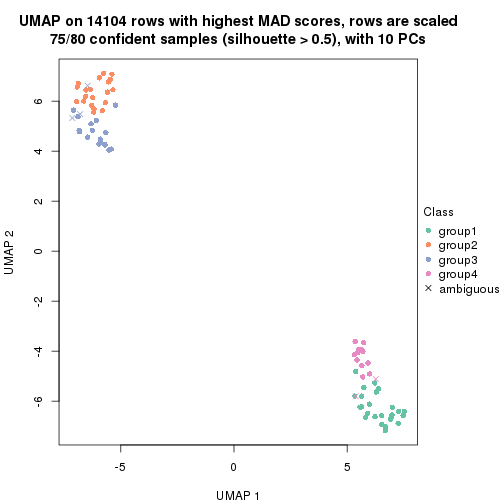 UMAP on 14104 rows with highest MAD scores, rows are scaled
75/80 confident samples (silhouette > 0.5), with 10 PCs
6
4
2
0
-2
-4
-6
UMAP 2
-5
0
5
UMAP 1
Class
group1
group2
group3
group4
ambiguous